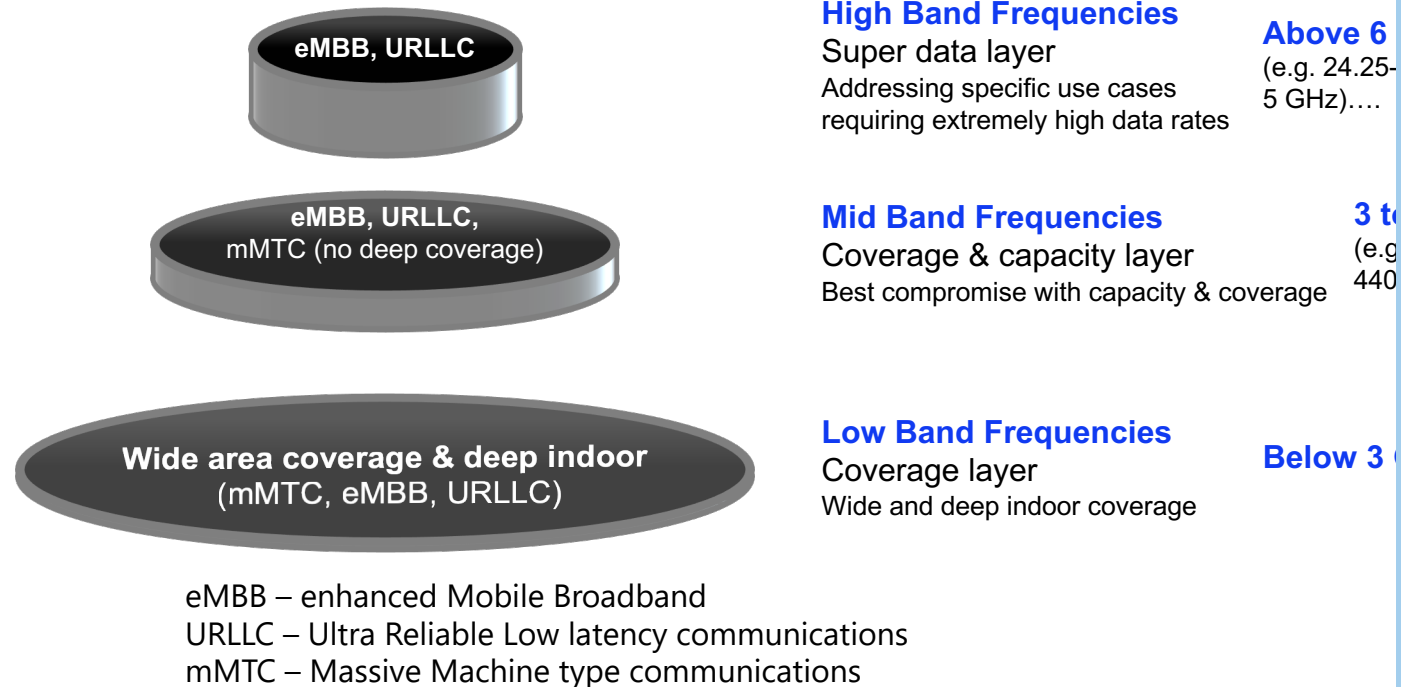 eMBB, URLLC
High Band Frequencies
Super data layer
Addressing specific use cases
requiring extremely high data rates
Above 6
(e.g. 24.25-
5 GHz)….
eMBB, URLLC,
mMTC (no deep coverage)
Mid Band Frequencies
Coverage & capacity layer
Best compromise with capacity & coverage
3
(e.g
440
Wide area coverage & deep indoor
(mMTC, eMBB, URLLC)
Low Band Frequencies
Coverage layer
Wide and deep indoor coverage
Below 3
eMBB – enhanced Mobile Broadband
URLLC – Ultra Reliable Low latency communications
mMTC – Massive Machine type communications